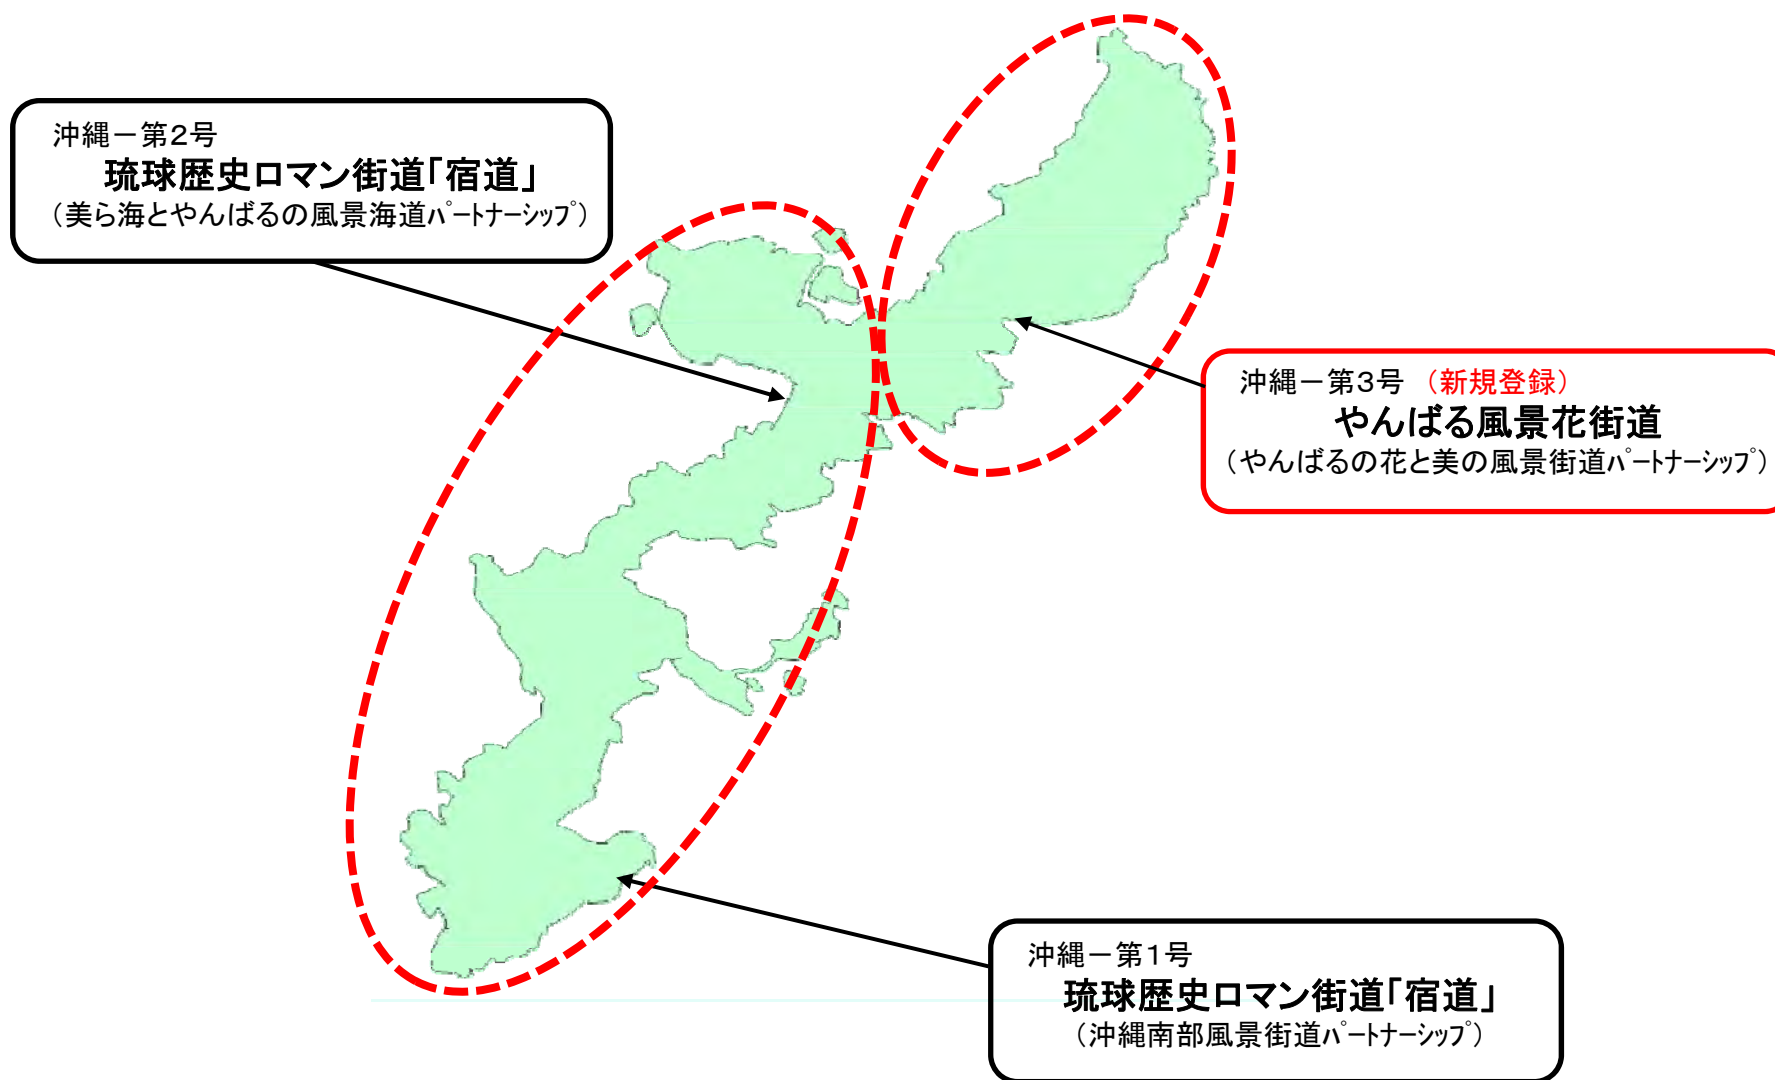 沖縄－第２号
琉球歴史ロマン街道「宿道」
（美ら海とやんばるの風景海道ﾊﾟｰトナーｼｯﾌﾟ）
沖縄－第３号 （新規登録）
やんばる風景花街道
（やんばるの花と美の風景街道ﾊﾟｰトナーｼｯﾌﾟ）
沖縄－第１号
琉球歴史ロマン街道「宿道」
（沖縄南部風景街道ﾊﾟｰトナーｼｯﾌﾟ）